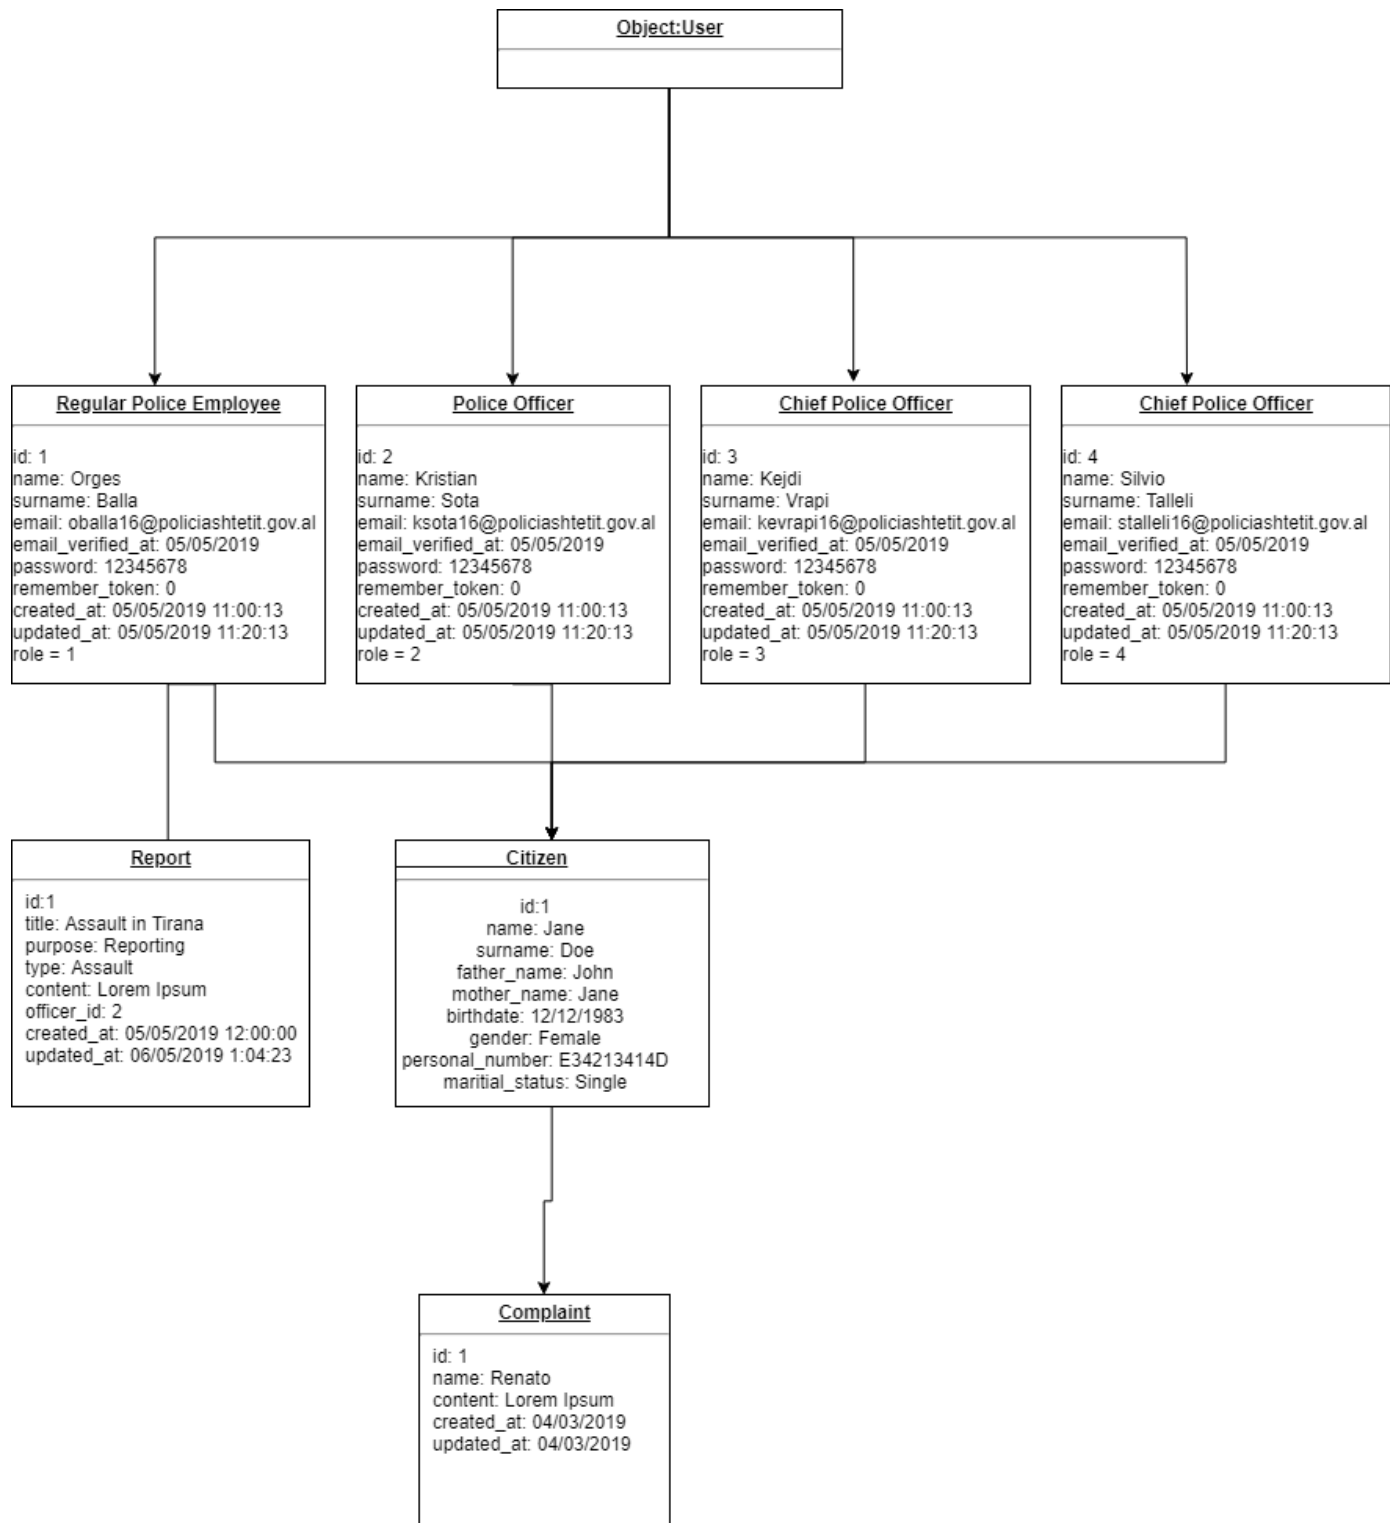 Object:User
Regular Police Employee
id: 1
name: Orges
surname: Balla
email: oballa16@policiashtetit.gov.al
email_verified_at: 05/05/2019
password: 12345678
remember_token: 0
created_at: 05/05/2019 11:00:13
updated_at: 05/05/2019 11:20:13
role = 1
Police Officer
id: 2
name: Kristian
surname: Sota
email: ksota16@policiashtetit.gov.al
email_verified_at: 05/05/2019
password: 12345678
remember_token: 0
created_at: 05/05/2019 11:00:13
updated_at: 05/05/2019 11:20:13
role = 2
Chief Police Officer
id: 3
name: Kejdi
surname: Vrapi
email: kevrapi16@policiashtetit.gov.al
email_verified_at: 05/05/2019
password: 12345678
remember_token: 0
created_at: 05/05/2019 11:00:13
updated_at: 05/05/2019 11:20:13
role = 3
Chief Police Officer
id: 4
name: Silvio
surname: Talleli
email: stalleli16@policiashtetit.gov.al
email_verified_at: 05/05/2019
password: 12345678
remember_token: 0
created_at: 05/05/2019 11:00:13
updated_at: 05/05/2019 11:20:13
role = 4
Report
id:1
title: Assault in Tirana
purpose: Reporting
type: Assault
content: Lorem Ipsum
officer_id: 2
created_at: 05/05/2019 12:00:00
updated_at: 06/05/2019 1:04:23
Citizen
id:1
name: Jane
surname: Doe
father_name: John
mother_name: Jane
birthdate: 12/12/1983
gender: Female
personal_number: E34213414D
maritial_status: Single
Complaint
id: 1
name: Renato
content: Lorem Ipsum
created_at: 04/03/2019
updated_at: 04/03/2019